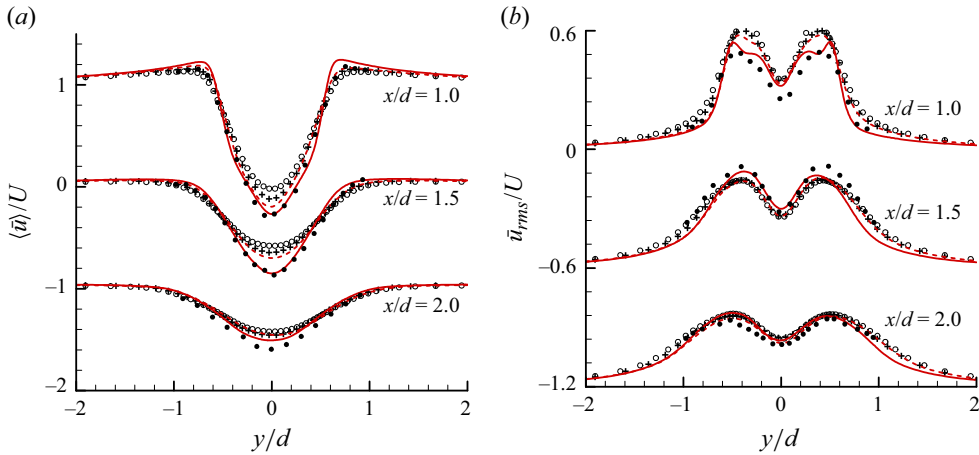 (a)
(b)
⟨ū⟩/U
1
0
−1
−2
x/d = 1.0
x/d = 1.5
x/d = 2.0
−2
−1
0
1
2
y/d
ū_rms/U
0.6
0
−0.6
−1.2
x/d = 1.0
x/d = 1.5
x/d = 2.0
−2
−1
0
1
2
y/d